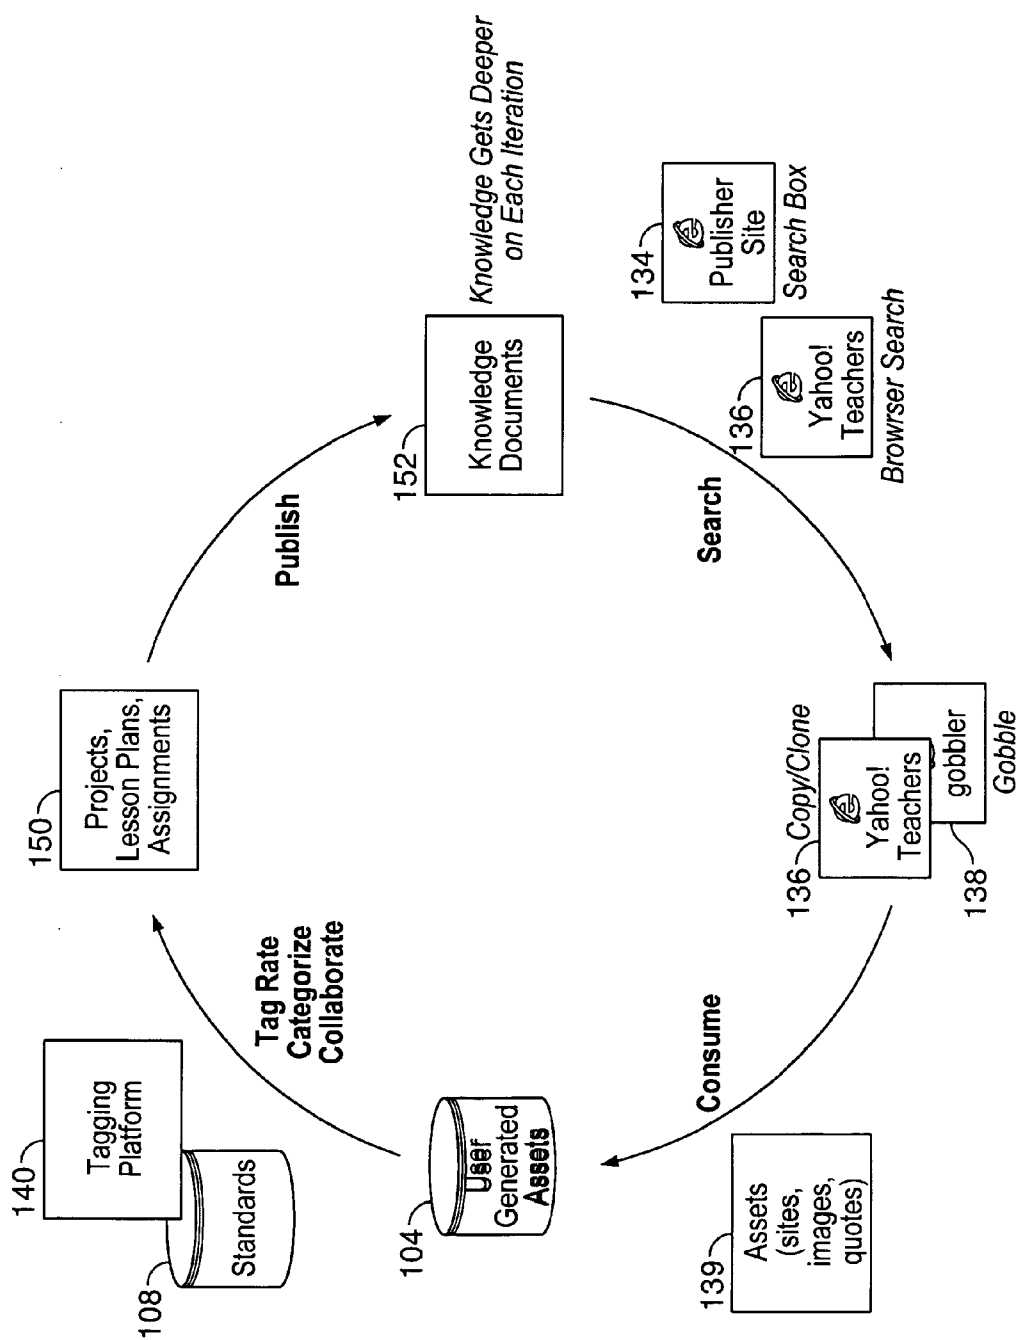 140
Tagging
Platform
108
Standards
Tag Rate
Categorize
Collaborate
150
Projects,
Lesson Plans,
Assignments
Publish
152
Knowledge
Documents
Knowledge Gets Deeper
on Each Iteration
104
User
Generated
Assets
Search
134
Publisher
Site
Search Box
136
Yahoo!
Teachers
Browrser Search
Consume
139
Assets
(sites,
images,
quotes)
136
Copy/Clone
Yahoo!
Teachers
138
gobbler
Gobble